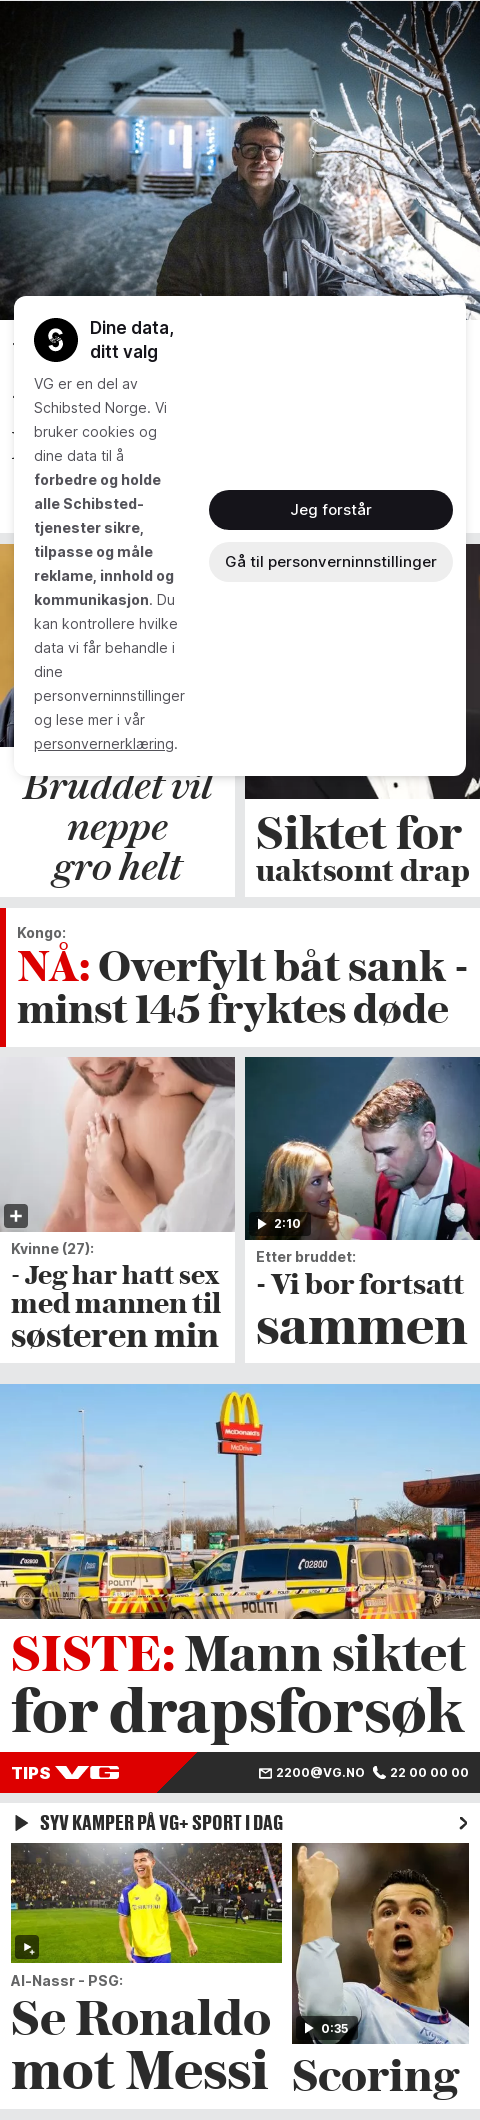 Dine data,
ditt valg
VG er en del av
Schibsted Norge. Vi
bruker cookies og
dine data til å
forbedre og holde
alle Schibsted-
tjenester sikre,
tilpasse og måle
reklame, innhold og
kommunikasjon. Du
kan kontrollere hvilke
data vi får behandle i
dine
personverninnstillinger
og lese mer i vår
personvernerklæring.
Jeg forstår
Gå til personverninnstillinger
Bruddet vil
neppe
gro helt
Siktet for
uaktsomt drap
Kongo:
NÅ: Overfylt båt sank -
minst 145 fryktes døde
Kvinne (27):
- Jeg har hatt sex
med mannen til
søsteren min
2:10
Etter bruddet:
- Vi bor fortsatt
sammen
McDonald's
McDrive
02800
02800
02800
POLITI
POLITI
POLITI
SISTE: Mann siktet
for drapsforsøk
TIPS VG
2200@VG.NO 22 00 00 00
SYV KAMPER PÅ VG+ SPORT I DAG
Al-Nassr - PSG:
Se Ronaldo
mot Messi
0:35
Scoring